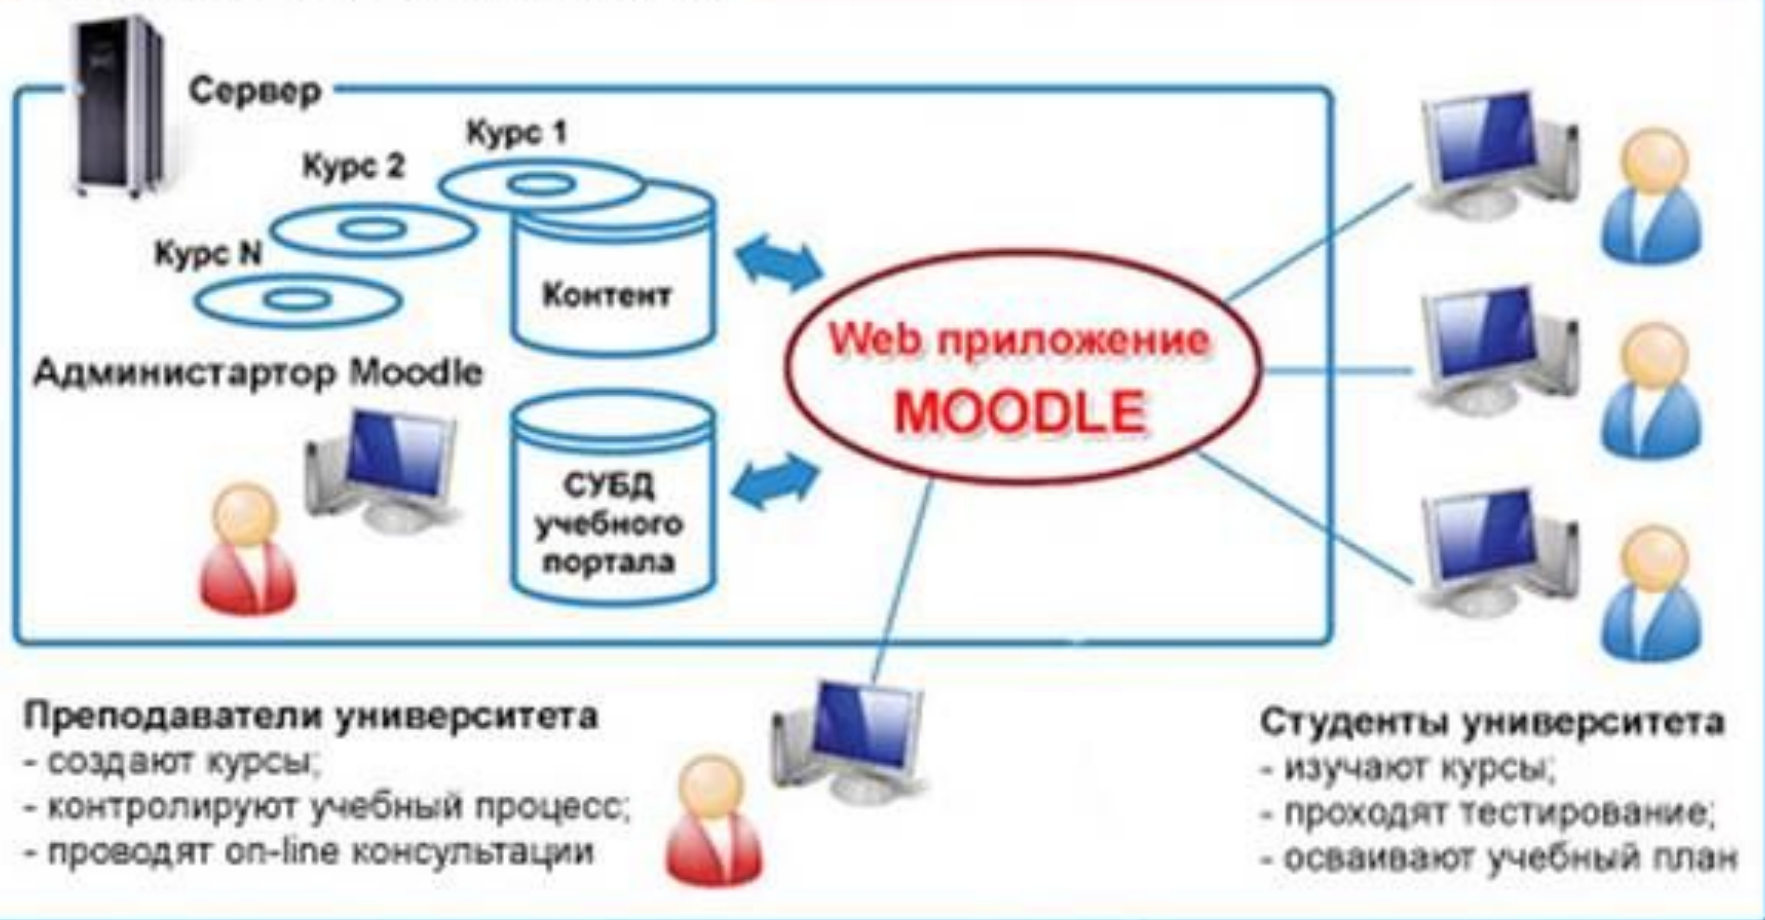 Сервер
Курс 1
Курс 2
Курс N
Контент
Администартор Moodle
Web приложение
MOODLE
СУБД
учебного
портала
Преподаватели университета
- создают курсы;
- контролируют учебный процесс;
- проводят on-line консультации
Студенты университета
- изучают курсы;
- проходят тестирование;
- осваивают учебный план